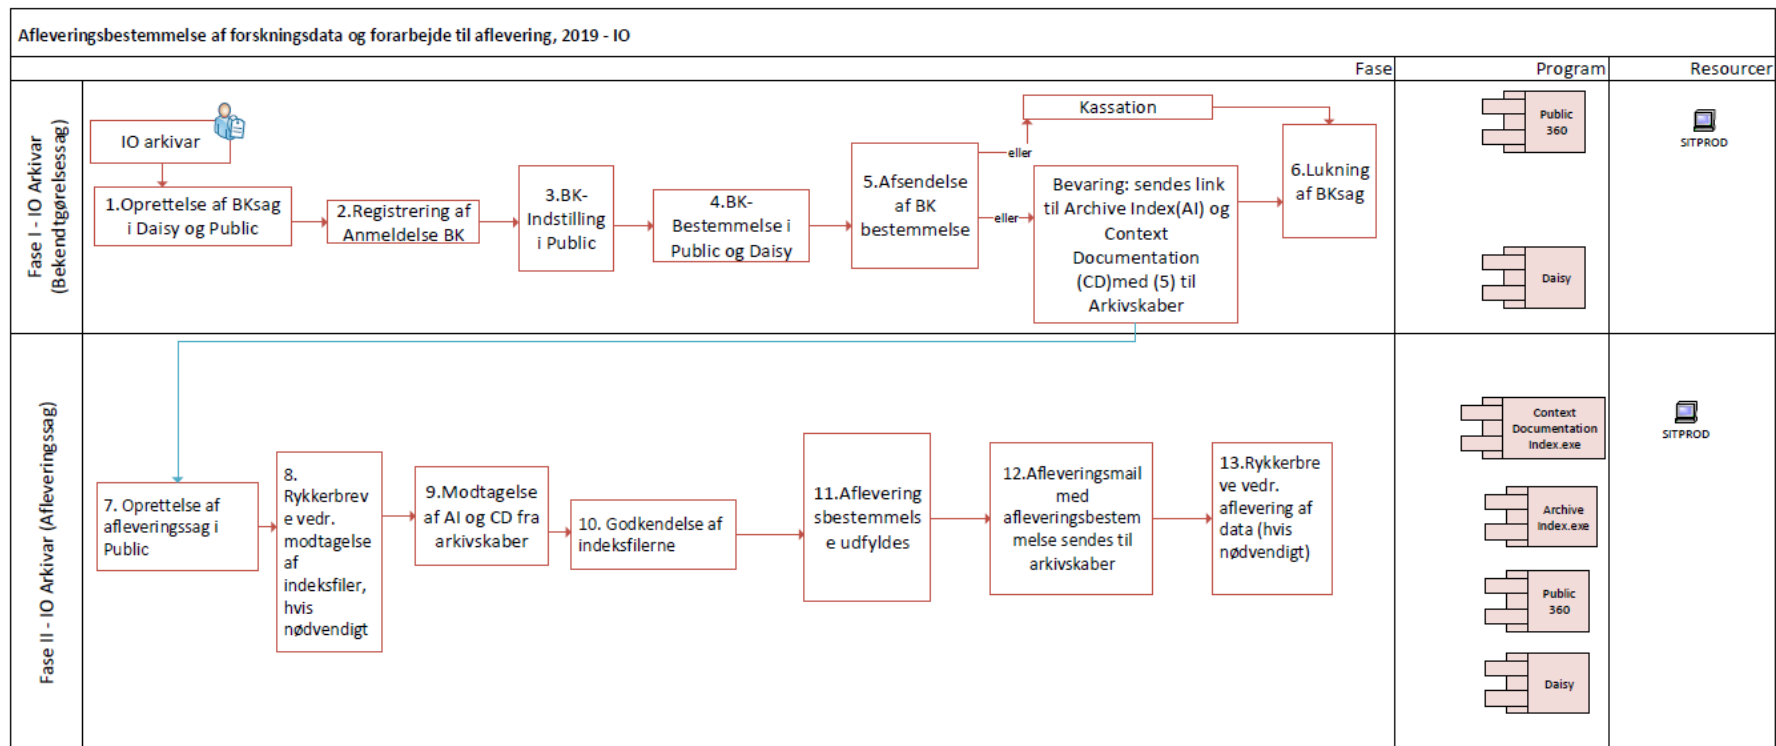 Afleveringsbestemmelse af forskningsdata og forarbejde til aflevering, 2019 - IO
Fase
Program
Resourcer
Fase I - IO Arkivar
(Bekendtgørelsessag)
IO arkivar
1.Oprettelse af BKsag
i Daisy og Public
2.Registrering af
Anmeldelse BK
3.BK-
Indstilling
i Public
4.BK-
Bestemmelse i
Public og Daisy
5.Afsendelse
af BK
bestemmelse
eller
eller
Kassation
Bevaring: sendes link
til Archive Index(AI) og
Context
Documentation
(CD)med (5) til
Arkivskaber
6.Lukning
af BKsag
Public
360
Daisy
SITPROD
Fase II - IO Arkivar (Afleveringssag)
7. Oprettelse af
afleveringssag i
Public
8.
Rykkerbrev
e vedr.
modtagelse
af
indeksfiler,
hvis
nødvendigt
9.Modtagelse
af AI og CD fra
arkivskaber
10. Godkendelse af
indeksfilerne
11.Aflevering
sbestemmels
e udfyldes
12.Afleveringsmail
med
afleveringsbestem
melse sendes til
arkivskaber
13.Rykkerbre
ve vedr.
aflevering af
data (hvis
nødvendigt)
Context
Documentation
Index.exe
Archive
Index.exe
Public
360
Daisy
SITPROD